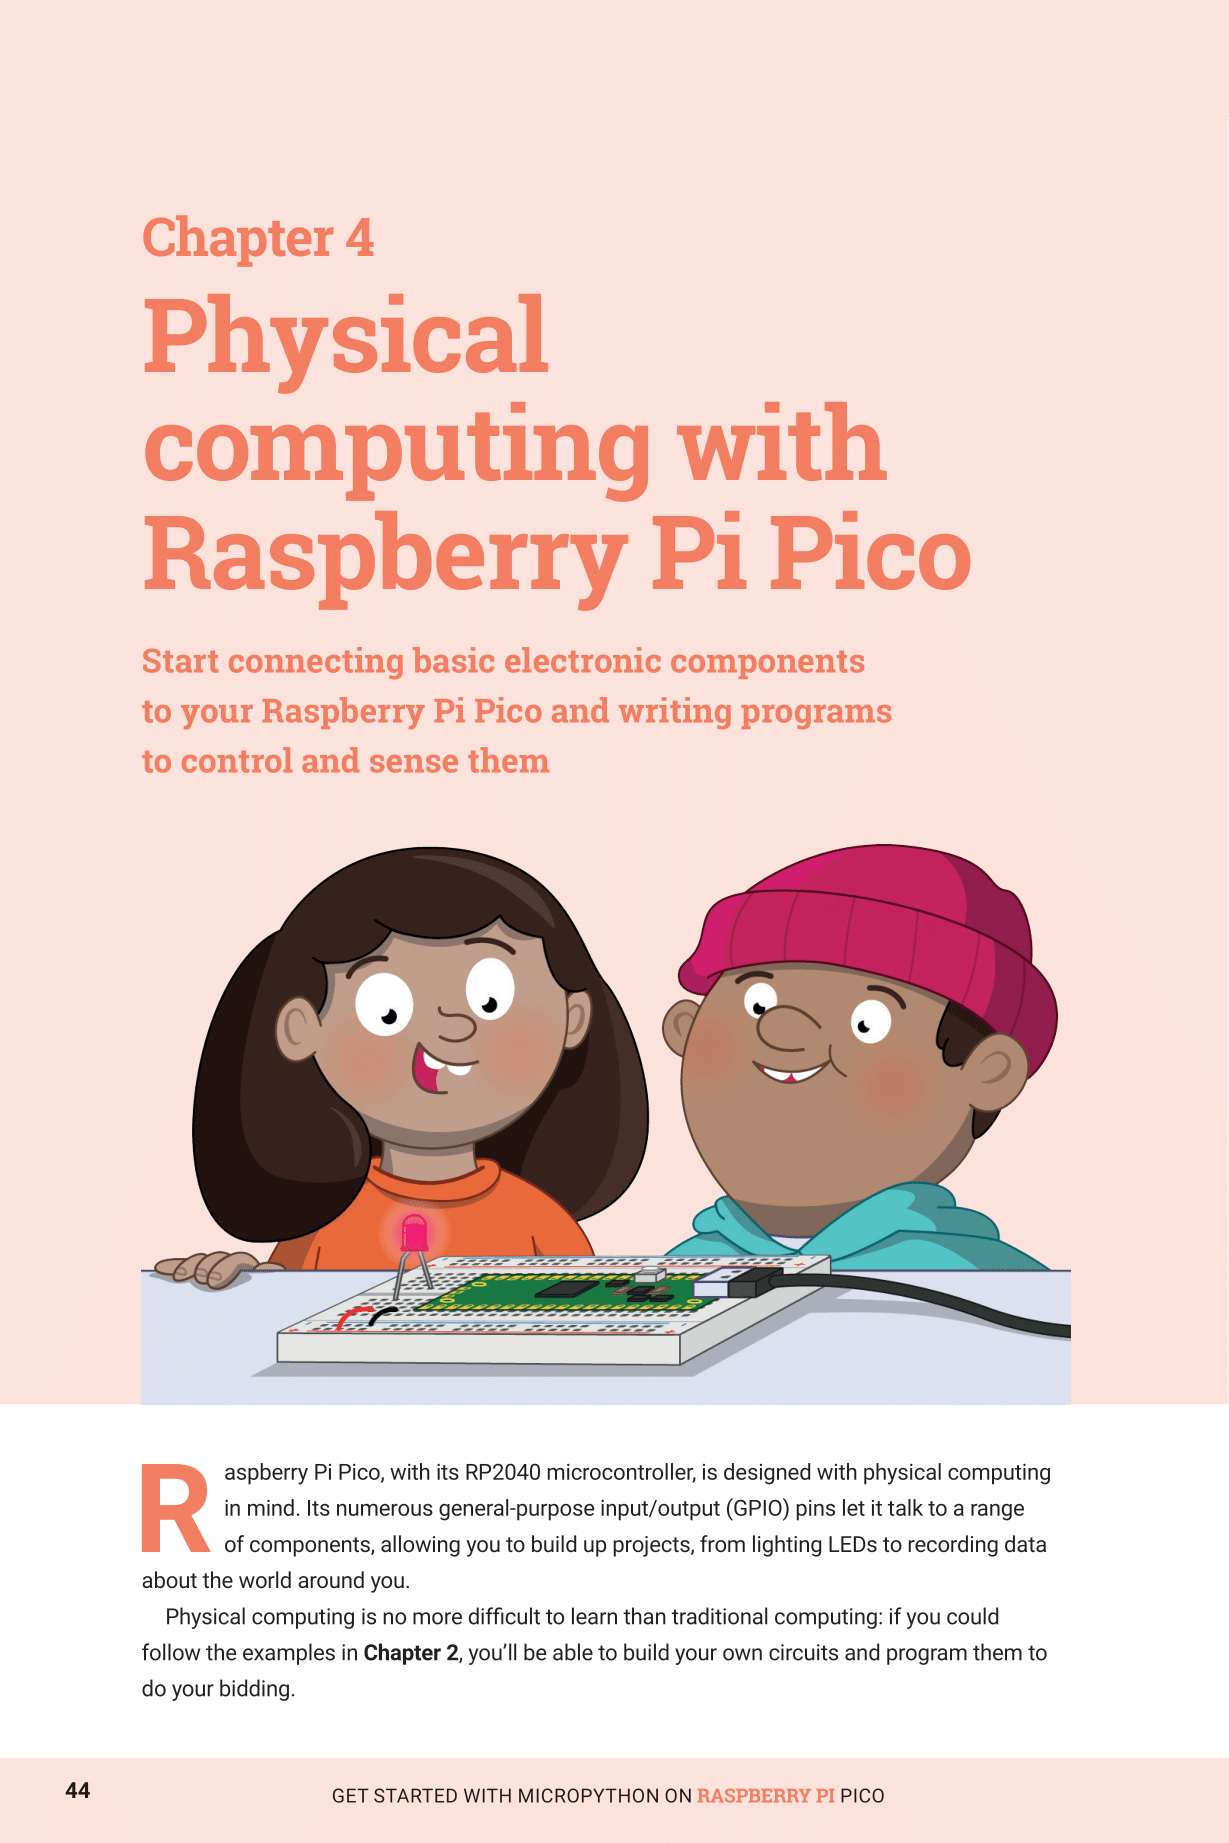 Chapter 4
Physical
computing with
Raspberry Pi Pico
Start connecting basic electronic components
to your Raspberry Pi Pico and writing programs
to control and sense them
Raspberry Pi Pico, with its RP2040 microcontroller, is designed with physical computing
in mind. Its numerous general-purpose input/output (GPIO) pins let it talk to a range
of components, allowing you to build up projects, from lighting LEDs to recording data
about the world around you.
Physical computing is no more difficult to learn than traditional computing: if you could
follow the examples in Chapter 2, you’ll be able to build your own circuits and program them to
do your bidding.
44
GET STARTED WITH MICROPYTHON ON RASPBERRY PI PICO